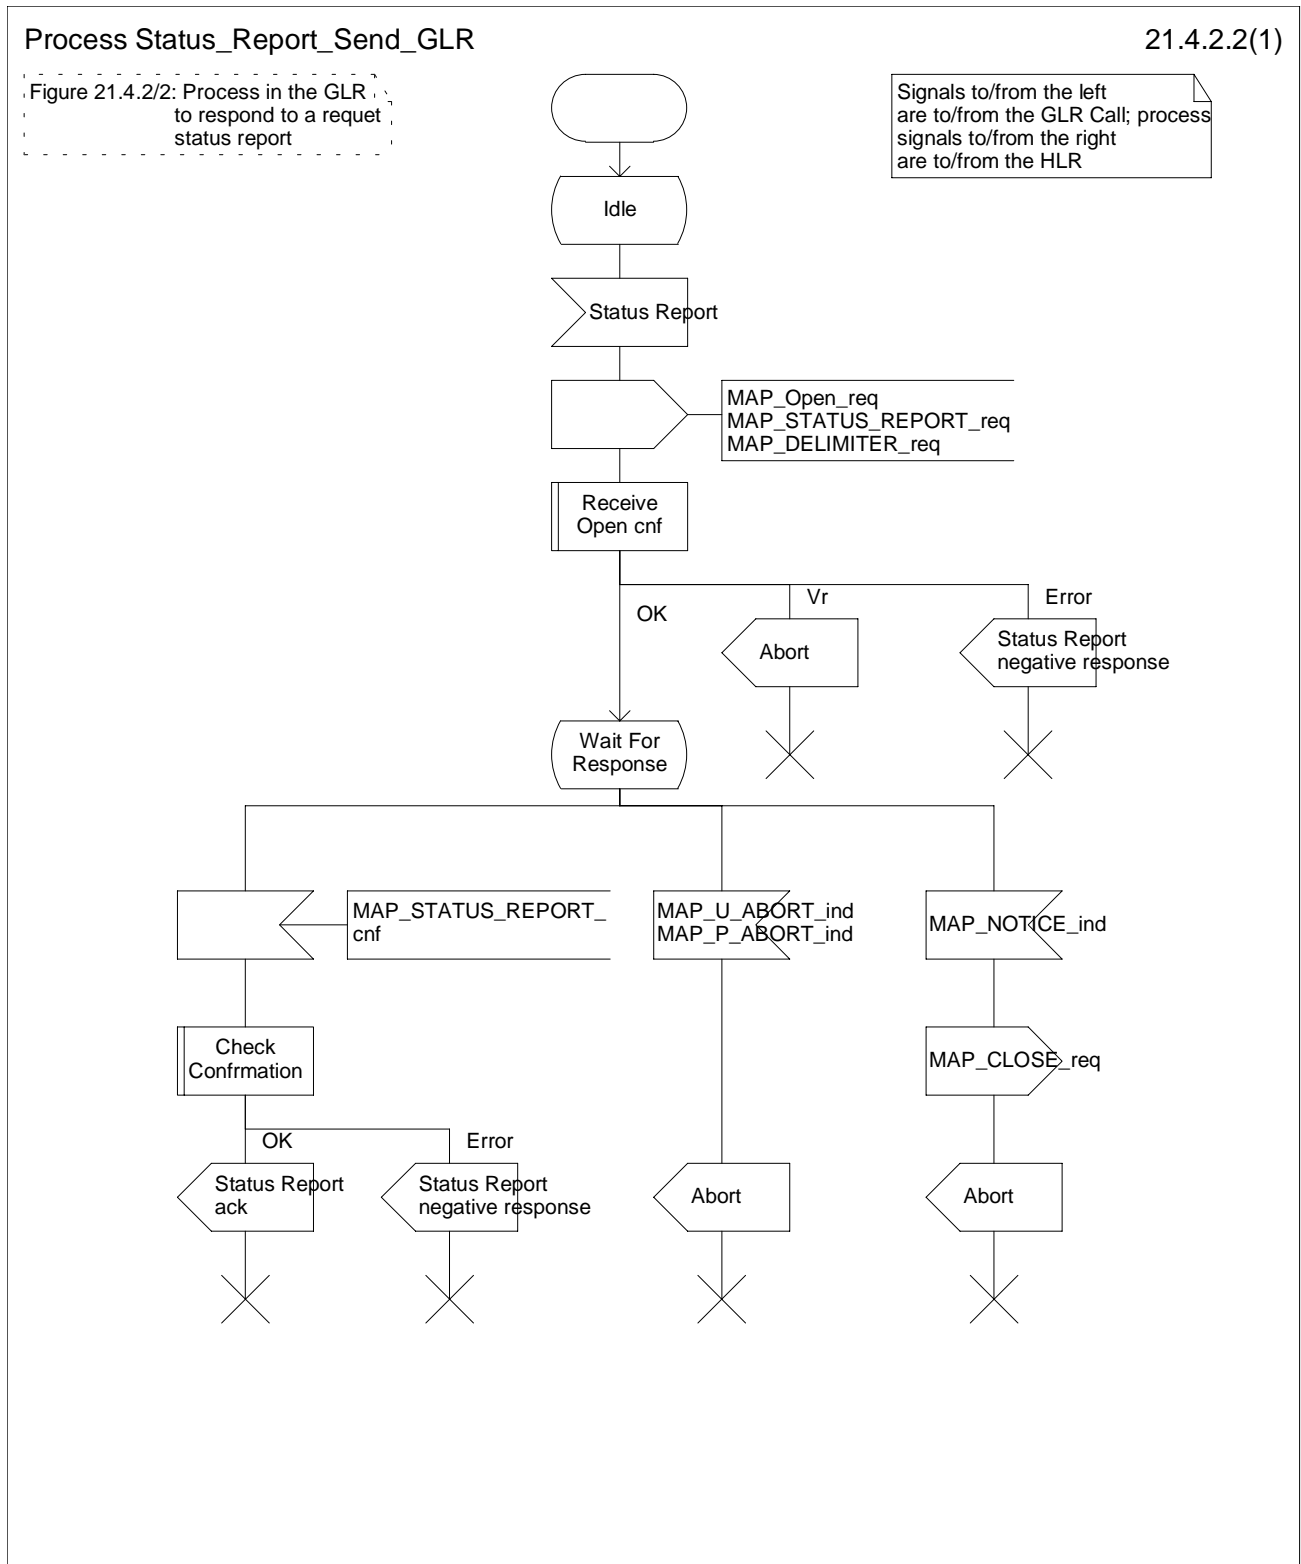 Process Status_Report_Send_GLR
21.4.2.2(1)
Figure 21.4.2/2: Process in the GLR
to respond to a requet
status report
Signals to/from the left
are to/from the GLR Call; process
signals to/from the right
are to/from the HLR
Idle
Status Report
MAP_Open_req
MAP_STATUS_REPORT_req
MAP_DELIMITER_req
Receive
Open cnf
OK
Vr
Error
Abort
Status Report
negative response
Wait For
Response
MAP_STATUS_REPORT_
cnf
MAP_U_ABORT_ind
MAP_P_ABORT_ind
MAP_NOTICE_ind
Check
Confrmation
MAP_CLOSE_req
OK
Error
Status Report
ack
Status Report
negative response
Abort
Abort